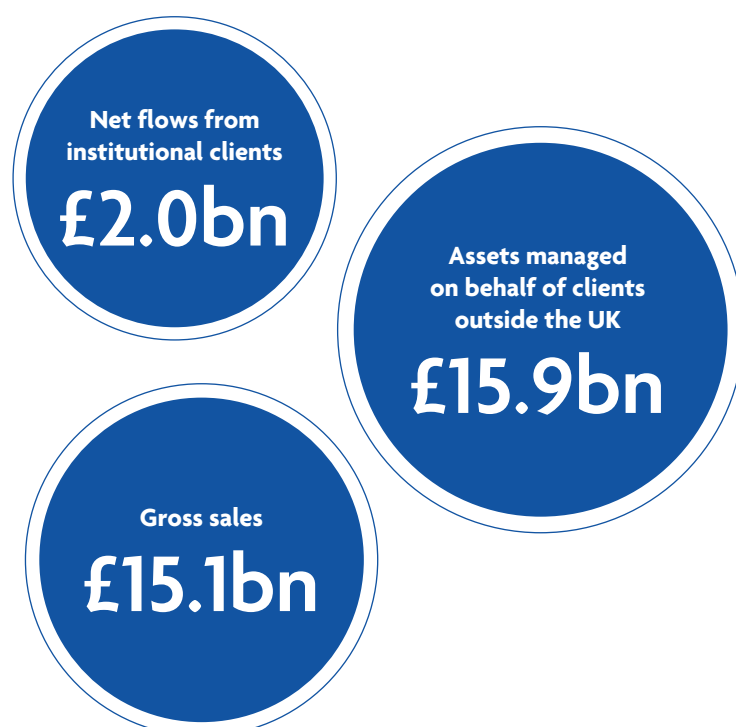 Net flows from
institutional clients
£2.0bn
Assets managed
on behalf of clients
outside the UK
£15.9bn
Gross sales
£15.1bn